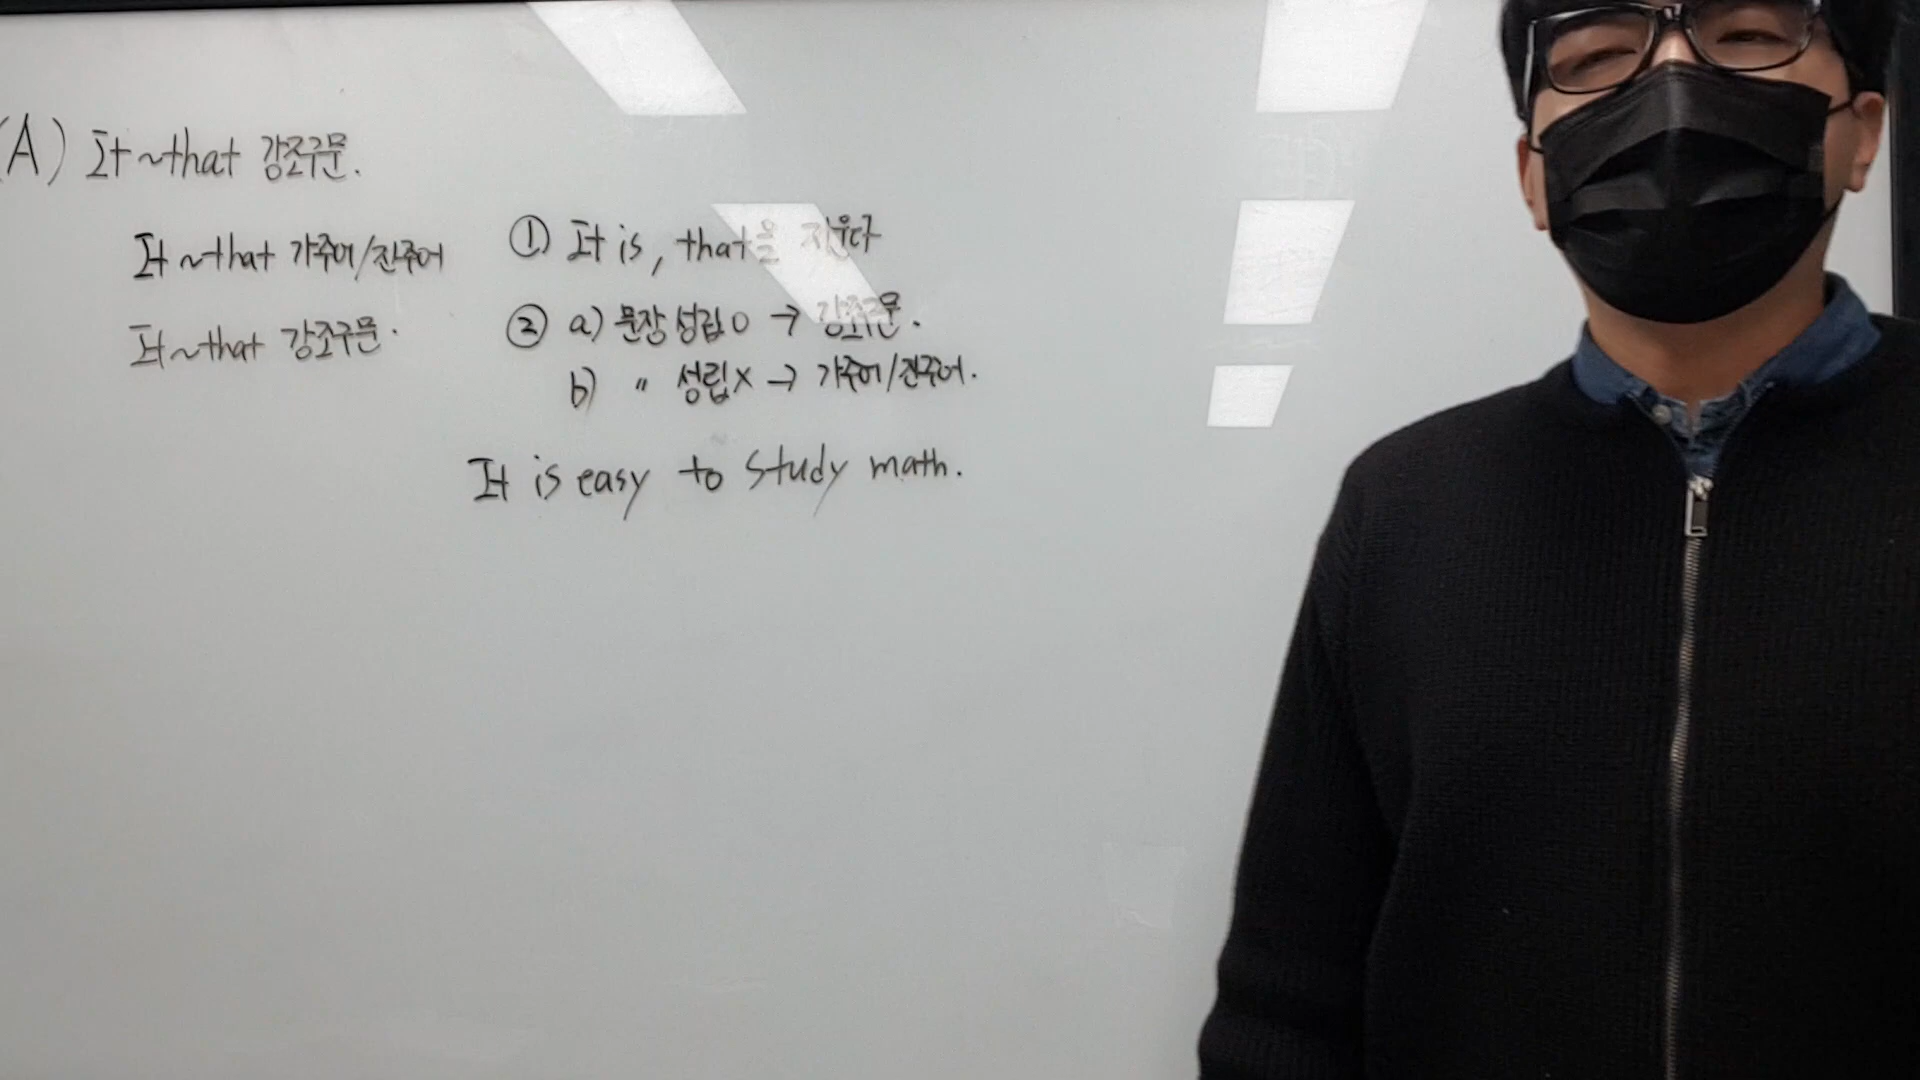 (A) It ~ that 강조구문.
It ~ that 가주어/진주어
It ~ that 강조구문.
① It is, that을 지운다
② a) 문장 성립 O → 강조구문.
b) 〃 성립 X → 가주어/진주어.
It is easy to study math.